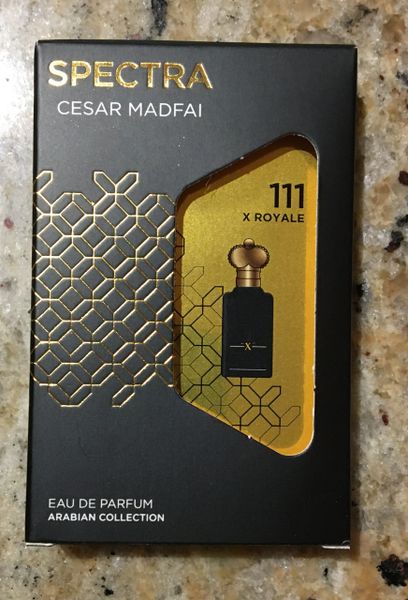 SPECTRA
CESAR MADFAI
111
X ROYALE
X
EAU DE PARFUM
ARABIAN COLLECTION